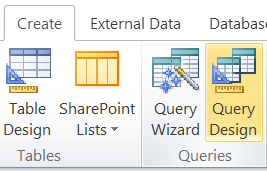 Create External Data Database
Table Design
SharePoint Lists
Query Wizard
Query Design
Tables
Queries